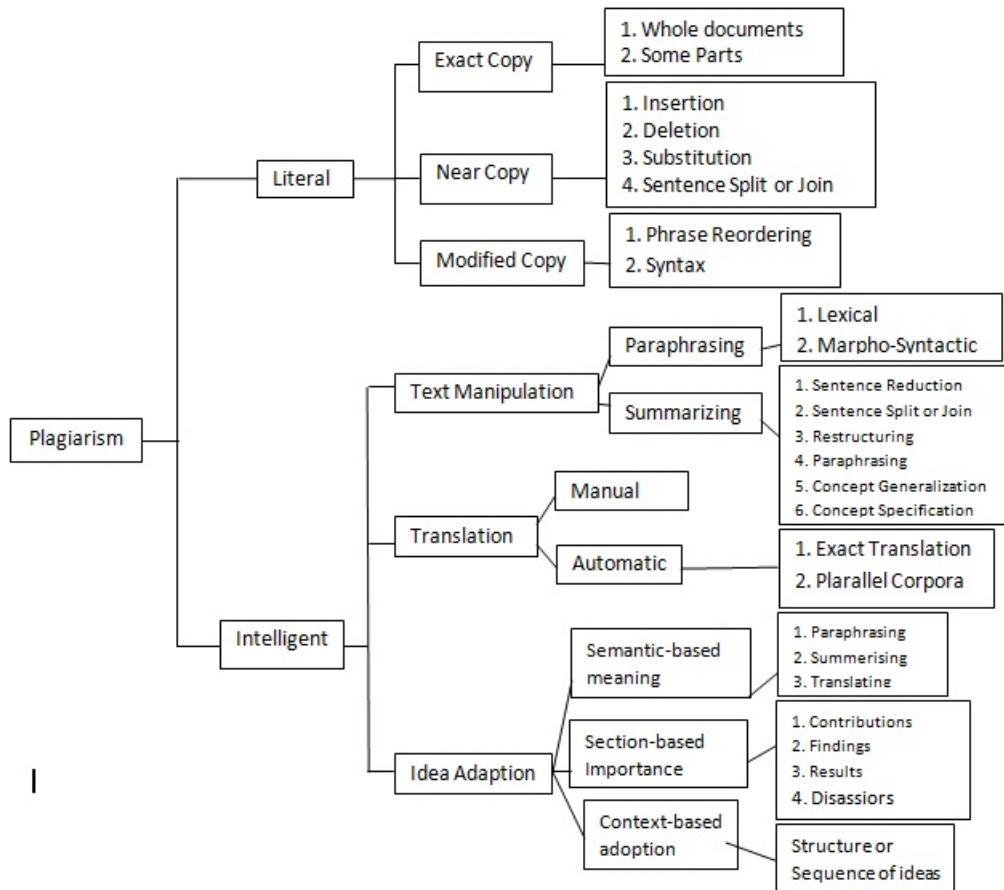 1. Whole documents
2. Some Parts
Exact Copy
1. Insertion
2. Deletion
3. Substitution
4. Sentence Split or Join
Near Copy
Literal
1. Phrase Reordering
2. Syntax
Modified Copy
1. Lexical
2. Marpho-Syntactic
Paraphrasing
Text Manipulation
Summarizing
1. Sentence Reduction
2. Sentence Split or Join
3. Restructuring
4. Paraphrasing
5. Concept Generalization
6. Concept Specification
Plagiarism
Manual
Translation
Automatic
1. Exact Translation
2. Plarallel Corpora
Intelligent
Semantic-based
meaning
1. Paraphrasing
2. Summerising
3. Translating
Section-based
Importance
1. Contributions
2. Findings
3. Results
4. Disassiors
Idea Adaption
Context-based
adoption
Structure or
Sequence of ideas